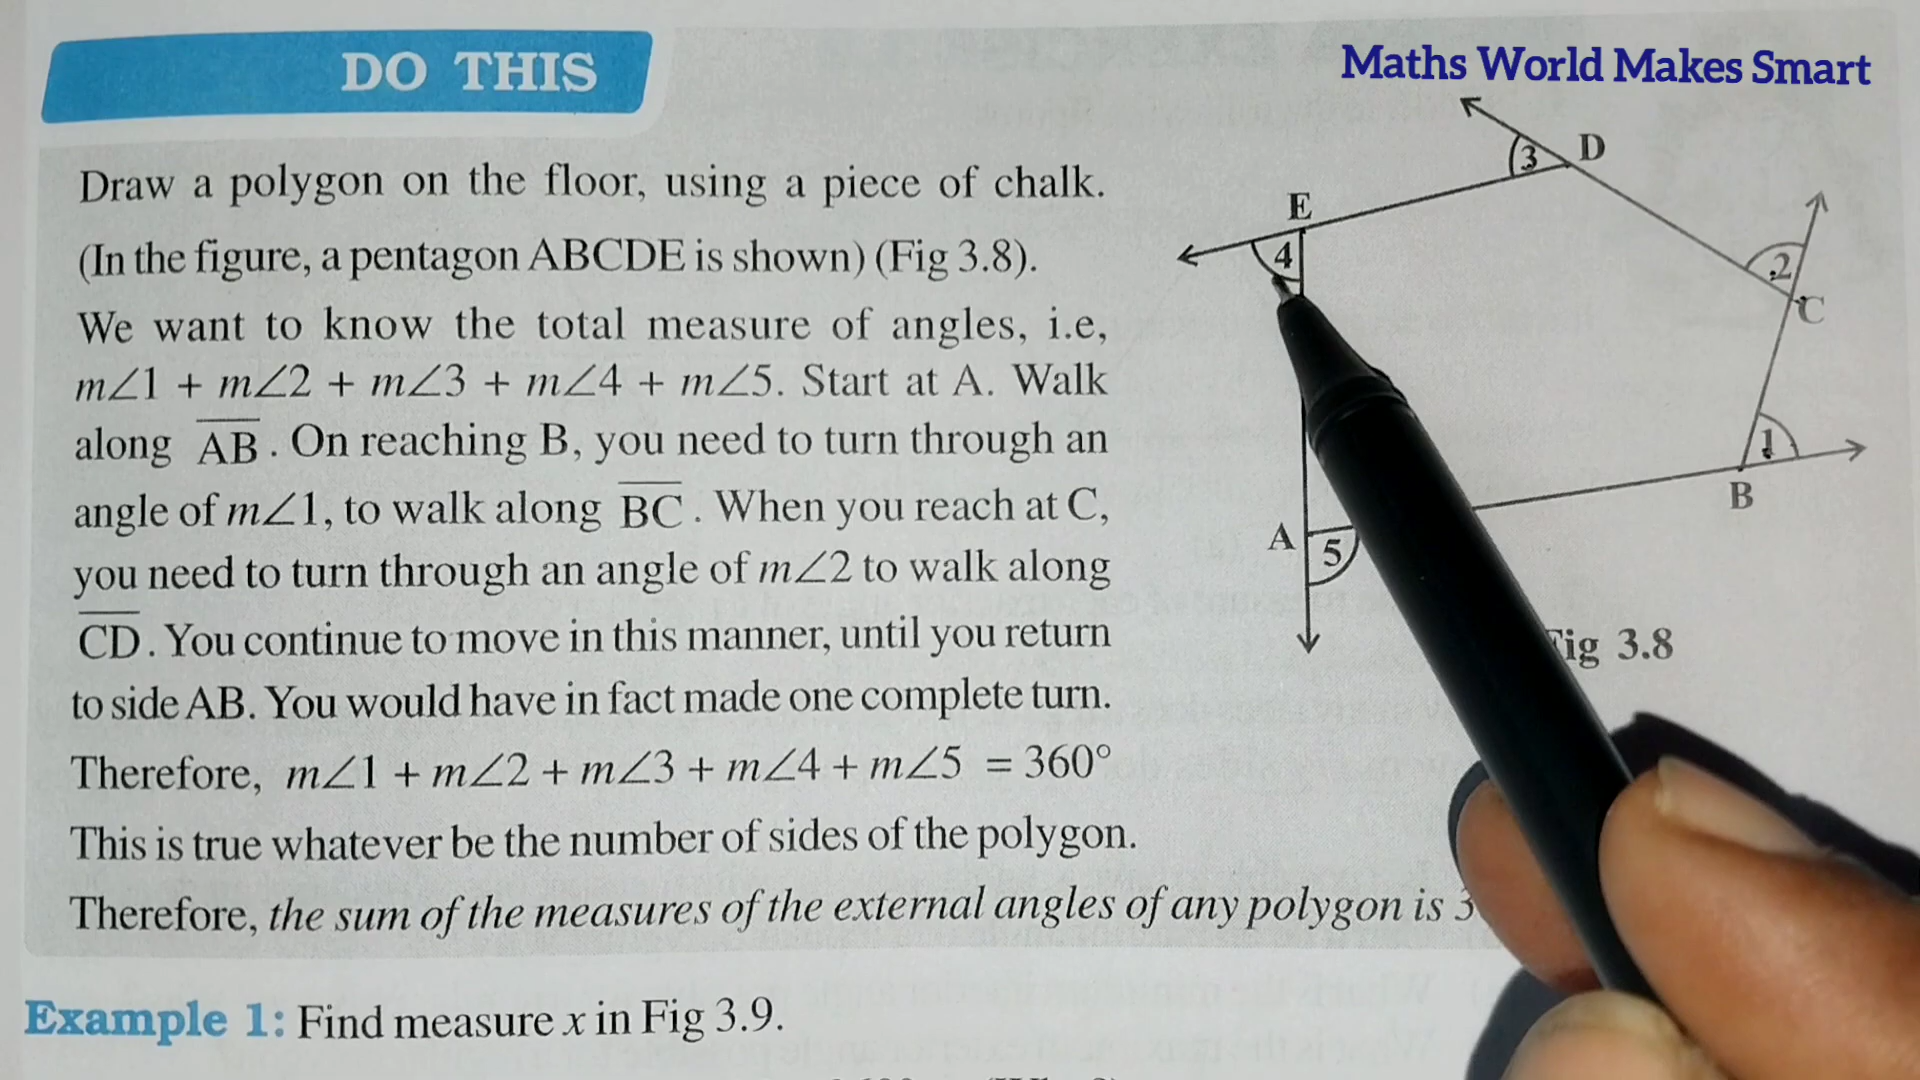 DO THIS
Maths World Makes Smart
Draw a polygon on the floor, using a piece of chalk.
(In the figure, a pentagon ABCDE is shown) (Fig 3.8).
We want to know the total measure of angles, i.e,
m∠1 + m∠2 + m∠3 + m∠4 + m∠5. Start at A. Walk
along A̅B̅. On reaching B, you need to turn through an
angle of m∠1, to walk along B̅C̅. When you reach at C,
you need to turn through an angle of m∠2 to walk along
C̅D̅. You continue to move in this manner, until you return
to side AB. You would have in fact made one complete turn.
Therefore, m∠1 + m∠2 + m∠3 + m∠4 + m∠5 = 360°
This is true whatever be the number of sides of the polygon.
Therefore, the sum of the measures of the external angles of any polygon is 3
D
3
E
4
2
C
1
B
A
5
Fig 3.8
Example 1: Find measure x in Fig 3.9.